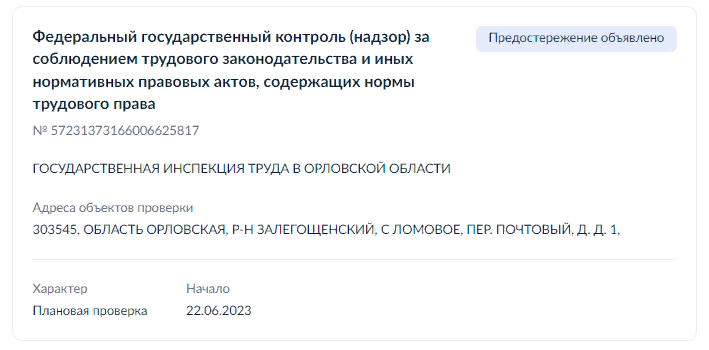 Федеральный государственный контроль (надзор) за
соблюдением трудового законодательства и иных
нормативных правовых актов, содержащих нормы
трудового права
Предостережение объявлено
№ 57231373166006625817
ГОСУДАРСТВЕННАЯ ИНСПЕКЦИЯ ТРУДА В ОРЛОВСКОЙ ОБЛАСТИ
Адреса объектов проверки
303545, ОБЛАСТЬ ОРЛОВСКАЯ, Р-Н ЗАЛЕГОЩЕНСКИЙ, С ЛОМОВОЕ, ПЕР. ПОЧТОВЫЙ, Д. Д. 1,
Характер Начало
Плановая проверка 22.06.2023